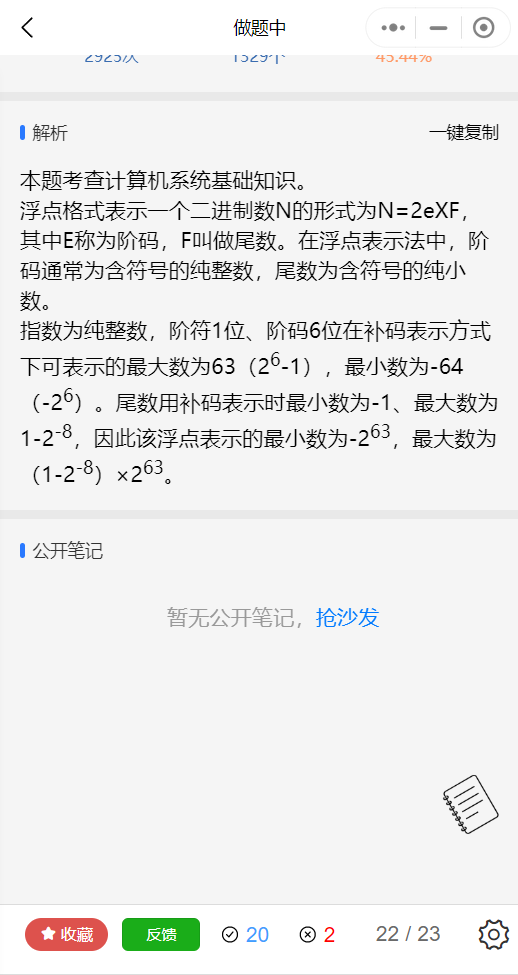 做题中
2925次 1329个 45.44%
解析 一键复制
本题考查计算机系统基础知识。
浮点格式表示一个二进制数N的形式为N=2eXF，
其中E称为阶码，F叫做尾数。在浮点表示法中，阶
码通常为含符号的纯整数，尾数为含符号的纯小
数。
指数为纯整数，阶符1位、阶码6位在补码表示方式
下可表示的最大数为63（2⁶-1），最小数为-64
（-2⁶）。尾数用补码表示时最小数为-1、最大数为
1-2⁻⁸，因此该浮点表示的最小数为-2⁶³，最大数为
（1-2⁻⁸）×2⁶³。
公开笔记
暂无公开笔记，抢沙发
收藏 反馈 20 2 22 / 23